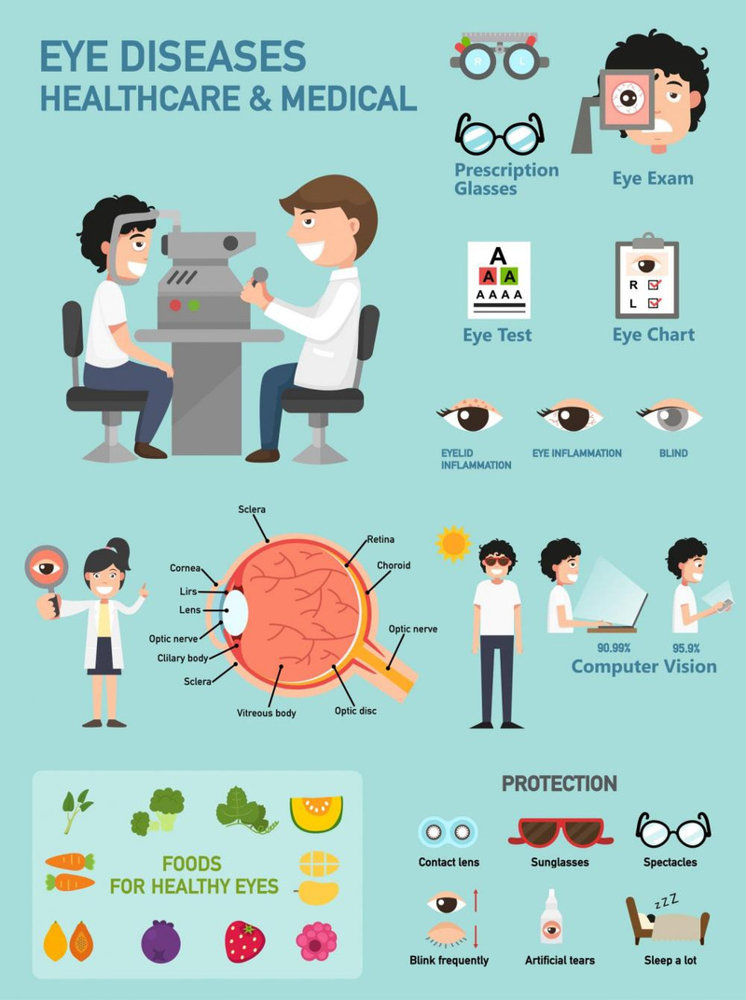 EYE DISEASES
HEALTHCARE & MEDICAL
R L
Prescription
Glasses
Eye Exam
A
A A
A A A A
Eye Test
R
L
Eye Chart
EYELID
INFLAMMATION
EYE INFLAMMATION
BLIND
Sclera
Retina
Cornea
Choroid
Lirs
Lens
Optic nerve
Optic nerve
Clilary body
Sclera
Vitreous body
Optic disc
90.99%
95.9%
Computer Vision
FOODS
FOR HEALTHY EYES
PROTECTION
Contact lens
Sunglasses
Spectacles
zZZ
Blink frequently
Artificial tears
Sleep a lot